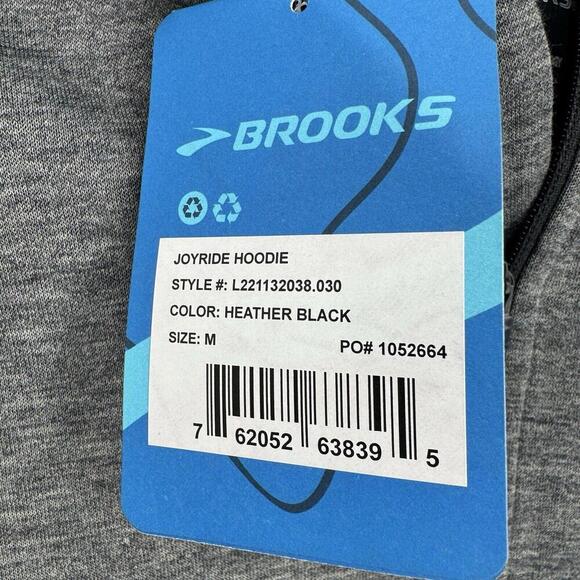 BROOKS
JOYRIDE HOODIE
STYLE #: L221132038.030
COLOR: HEATHER BLACK
SIZE: M
PO# 1052664
7 62052 63839 5